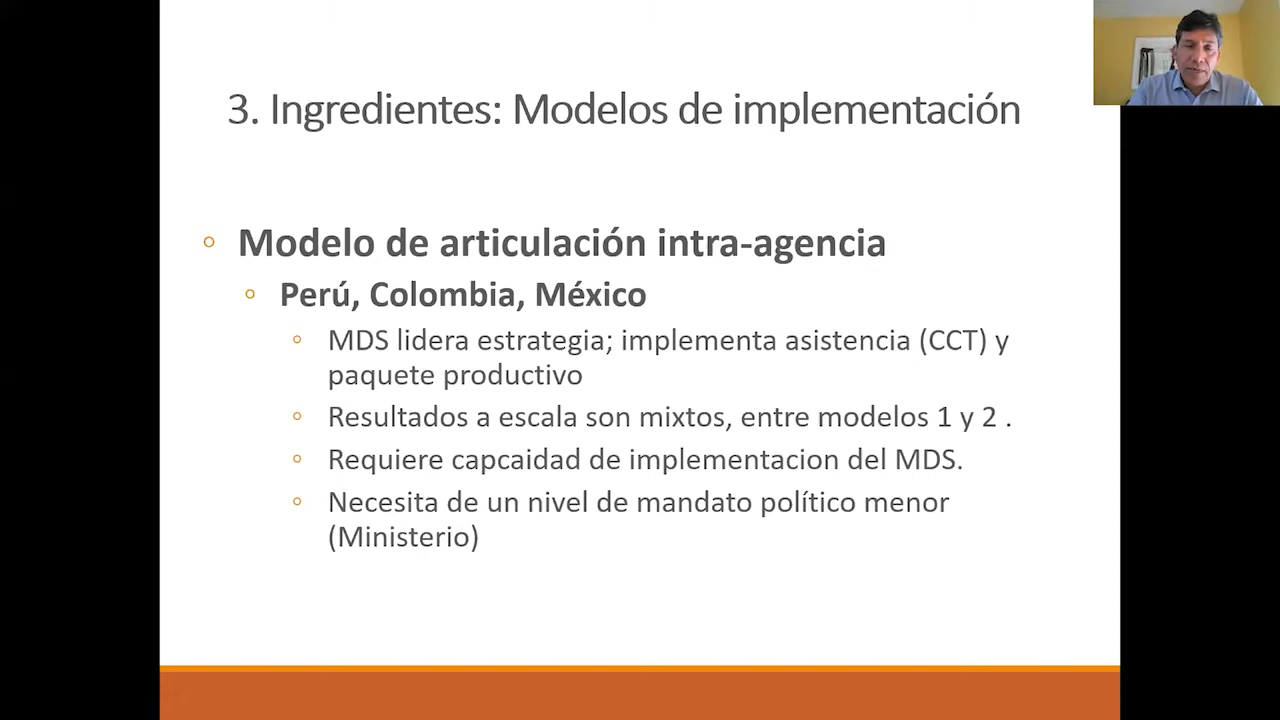 3. Ingredientes: Modelos de implementación
Modelo de articulación intra-agencia
Perú, Colombia, México
MDS lidera estrategia; implementa asistencia (CCT) y
paquete productivo
Resultados a escala son mixtos, entre modelos 1 y 2 .
Requiere capcaidad de implementacion del MDS.
Necesita de un nivel de mandato político menor
(Ministerio)